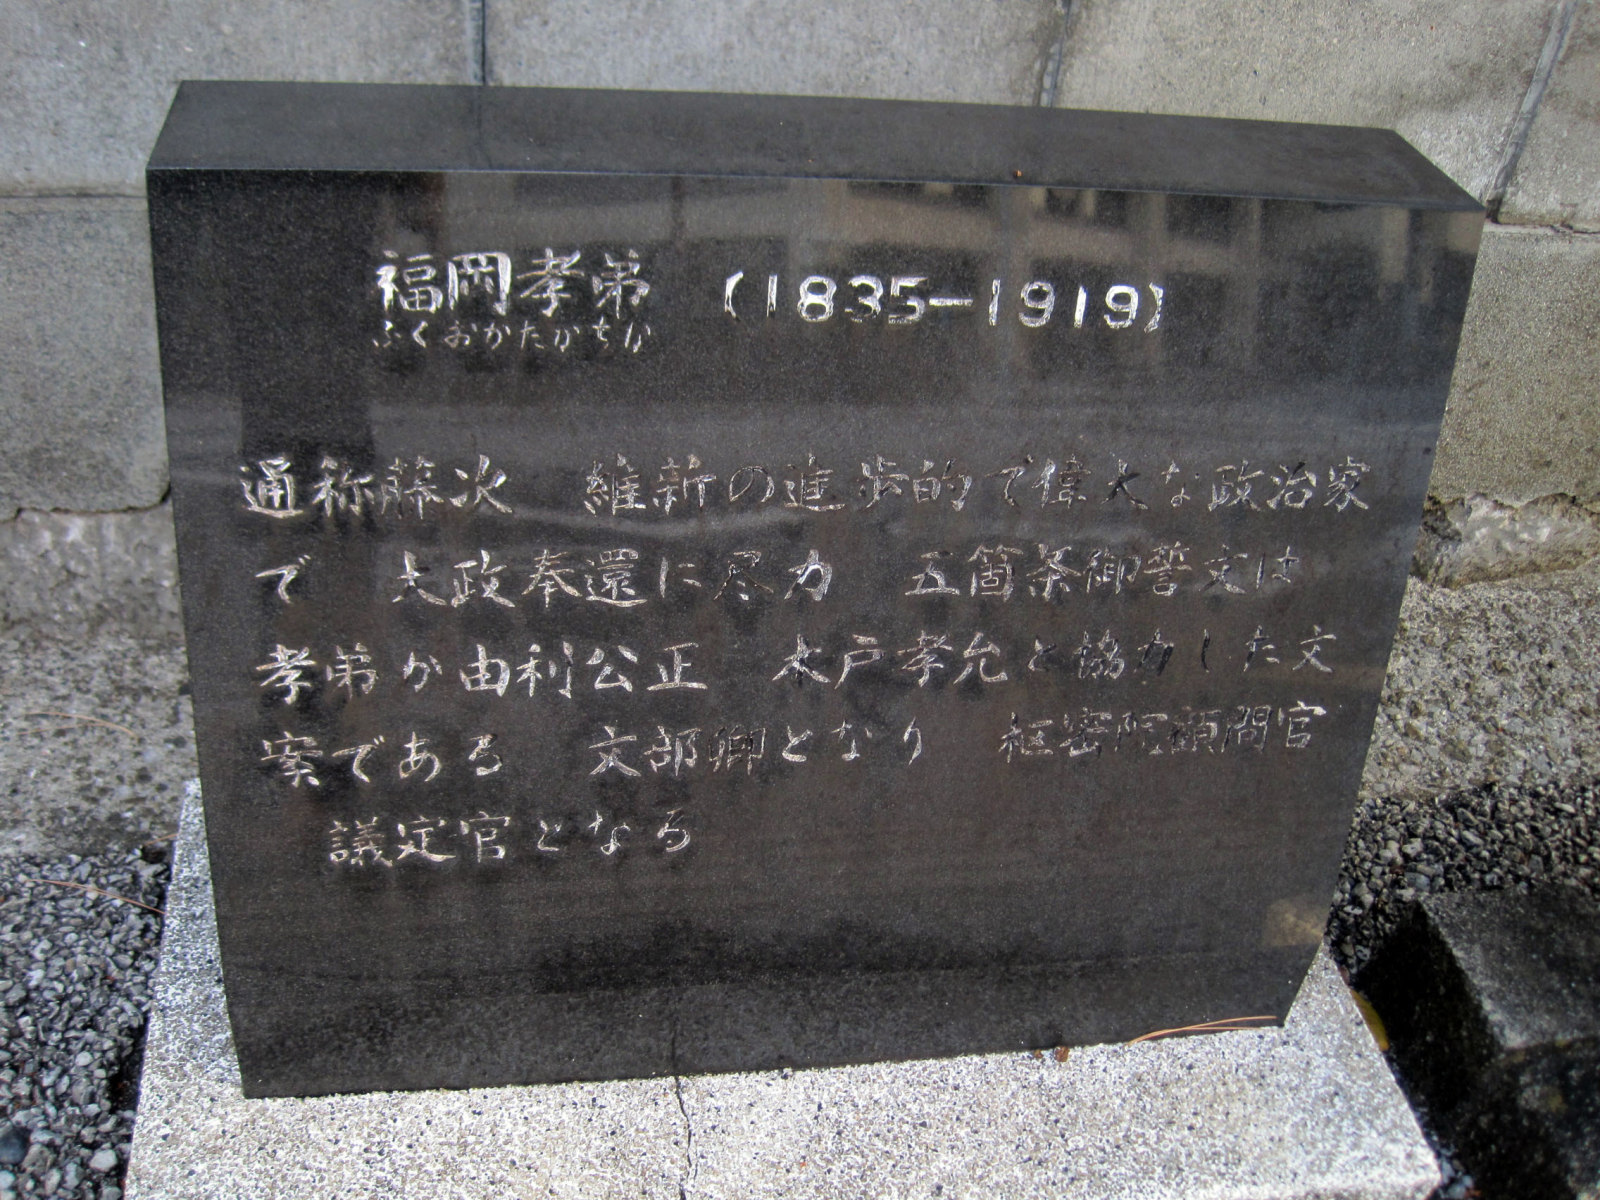 福岡孝弟 (1835-1919)
ふくおかたかちか
通称藤次 維新の進歩的で偉大な政治家
で 大政奉還に尽力 五箇条御誓文は
孝弟が由利公正 木戸孝允と協力した文
案である 文部卿となり 枢密院顧問官
議定官となる